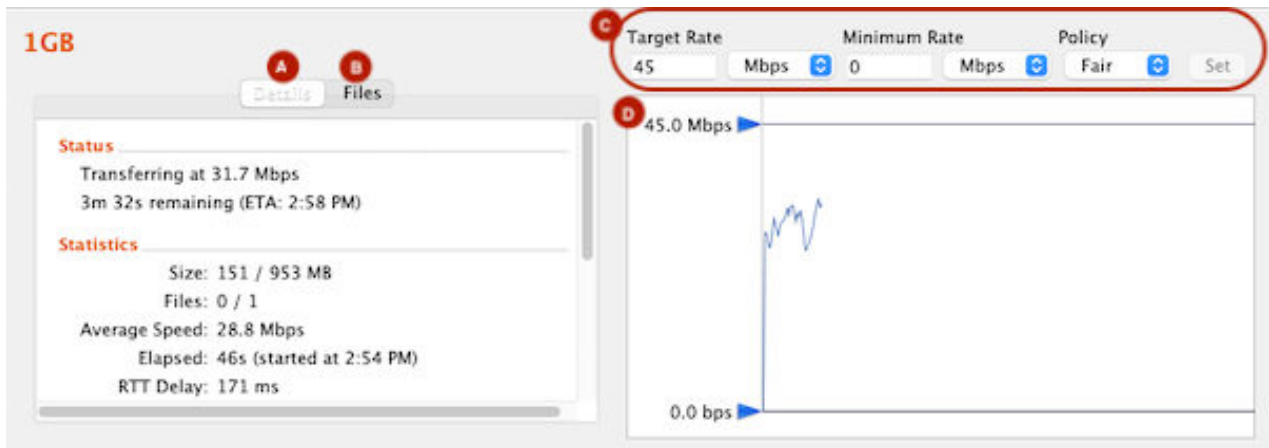 1GB
A
B
Details
Files
Status
Transferring at 31.7 Mbps
3m 32s remaining (ETA: 2:58 PM)
Statistics
Size: 151 / 953 MB
Files: 0 / 1
Average Speed: 28.8 Mbps
Elapsed: 46s (started at 2:54 PM)
RTT Delay: 171 ms
C
Target Rate Minimum Rate Policy
45 Mbps 0 Mbps Fair Set
D
45.0 Mbps
0.0 bps